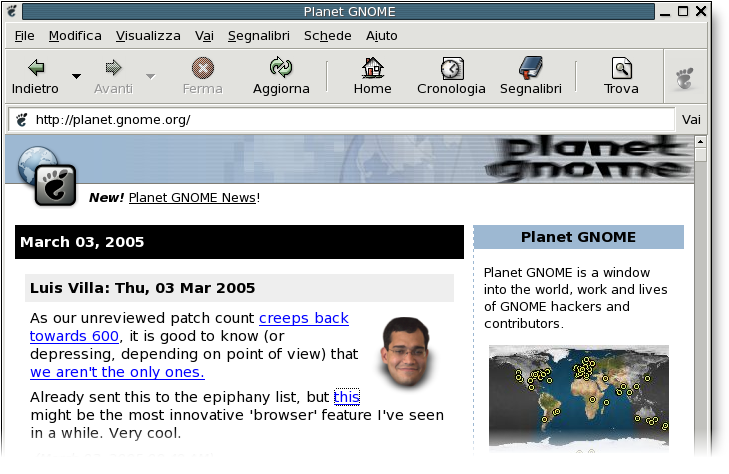 Planet GNOME
File Modifica Visualizza Vai Segnalibri Schede Aiuto
Indietro Avanti Ferma Aggiorna Home Cronologia Segnalibri Trova
http://planet.gnome.org/ Vai
planet
gnome
New! Planet GNOME News!
March 03, 2005
Luis Villa: Thu, 03 Mar 2005
As our unreviewed patch count creeps back
towards 600, it is good to know (or
depressing, depending on point of view) that
we aren't the only ones.
Already sent this to the epiphany list, but this
might be the most innovative 'browser' feature I've seen
in a while. Very cool.
Planet GNOME
Planet GNOME is a window
into the world, work and lives
of GNOME hackers and
contributors.